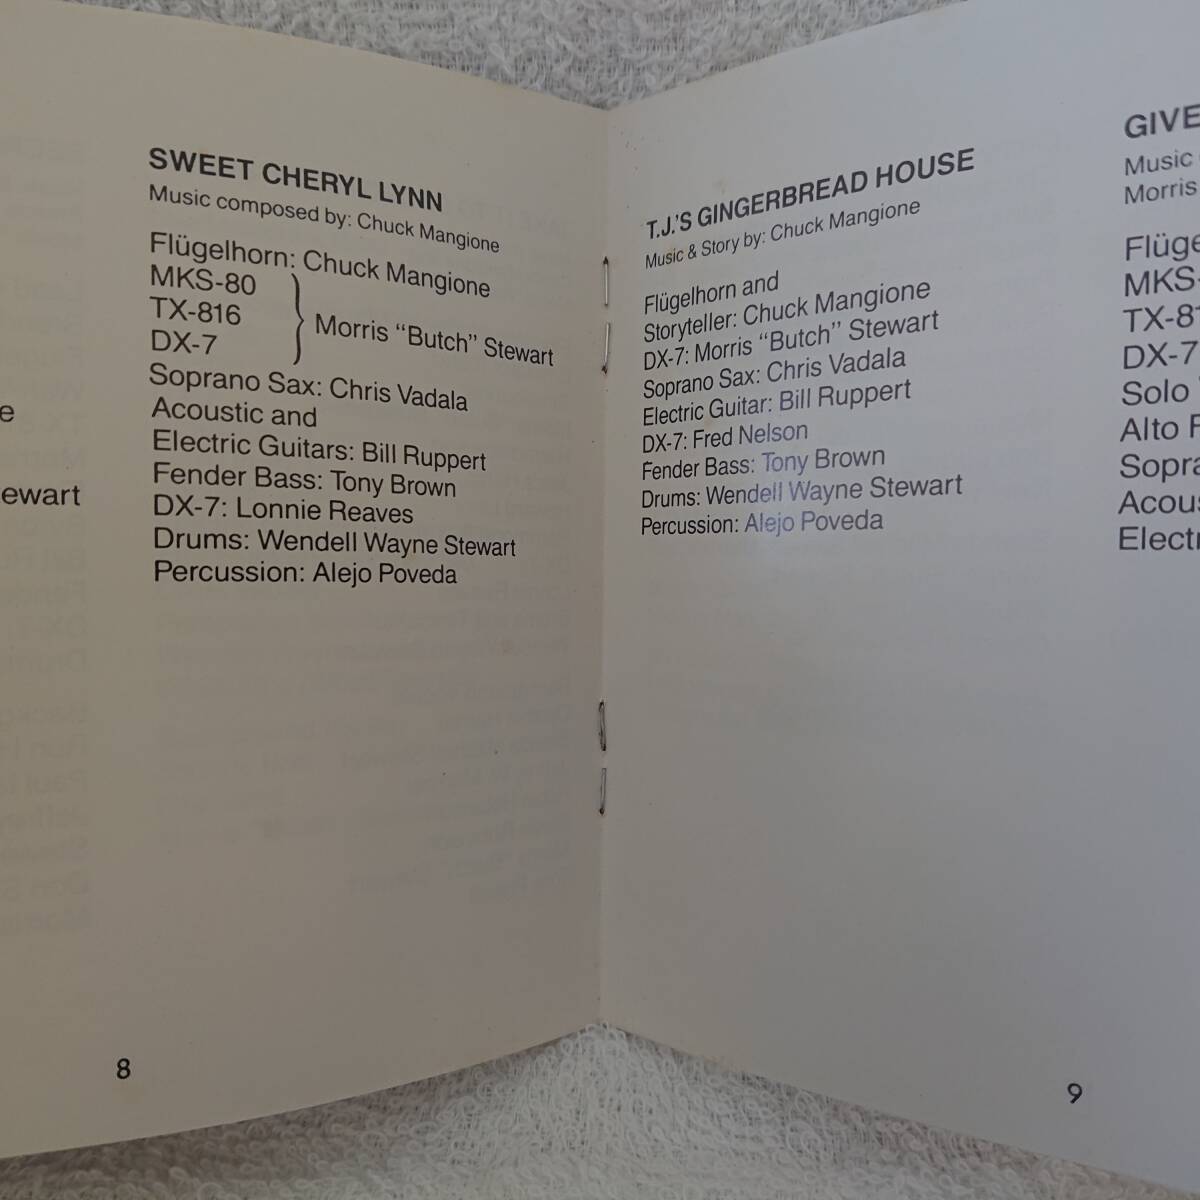 e
ewart
SWEET CHERYL LYNN
Music composed by: Chuck Mangione
Flügelhorn: Chuck Mangione
MKS-80
TX-816
DX-7
Morris “Butch” Stewart
Soprano Sax: Chris Vadala
Acoustic and
Electric Guitars: Bill Ruppert
Fender Bass: Tony Brown
DX-7: Lonnie Reaves
Drums: Wendell Wayne Stewart
Percussion: Alejo Poveda
8
T.J.'S GINGERBREAD HOUSE
Music & Story by: Chuck Mangione
Flügelhorn and
Storyteller: Chuck Mangione
DX-7: Morris “Butch” Stewart
Soprano Sax: Chris Vadala
Electric Guitar: Bill Ruppert
DX-7: Fred Nelson
Fender Bass: Tony Brown
Drums: Wendell Wayne Stewart
Percussion: Alejo Poveda
9
GIVE
Music
Morris
Flüge
MKS-
TX-81
DX-7
Solo
Alto F
Sopra
Acous
Electr